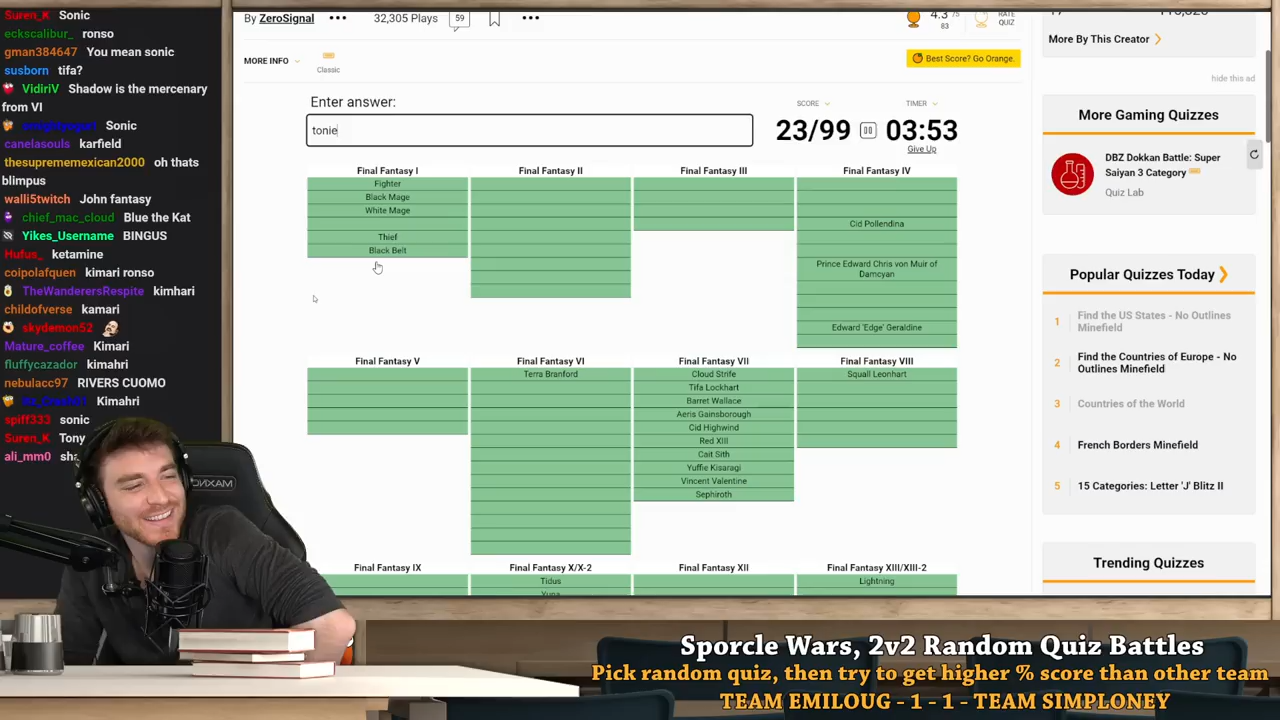 Suren_K Sonic
eckscalibur_ ronso
gman384647 You mean sonic
susborn tifa?
VidiriV Shadow is the mercenary
from VI
Sonic
canelasouls karfield
thesuprememexican2000 oh thats
blimpus
walli5twitch John fantasy
chief_mac_cloud Blue the Kat
Yikes_Username BINGUS
Hufus_ ketamine
coipolafquen kimari ronso
TheWanderersRespite kimhari
childofverse kamari
skydemon52
Mature_coffee Kimari
fluffycazador kimahri
nebulacc97 RIVERS CUOMO
Kimahri
spiff333 sonic
Suren_K Tony
ali_mm0 sha
By ZeroSignal
32,305 Plays
59
4.3 /5
83
RATE
QUIZ
MORE INFO
Classic
Best Score? Go Orange.
Enter answer:
tonie
SCORE
23/99
TIMER
03:53
Give Up
Final Fantasy I
Fighter
Black Mage
White Mage
Thief
Black Belt
Final Fantasy II
Final Fantasy III
Final Fantasy IV
Cid Pollendina
Prince Edward Chris von Muir of
Damcyan
Edward 'Edge' Geraldine
Final Fantasy V
Final Fantasy VI
Terra Branford
Final Fantasy VII
Cloud Strife
Tifa Lockhart
Barret Wallace
Aeris Gainsborough
Cid Highwind
Red XIII
Cait Sith
Yuffie Kisaragi
Vincent Valentine
Sephiroth
Final Fantasy VIII
Squall Leonhart
Final Fantasy IX
Final Fantasy X/X-2
Tidus
Yuna
Final Fantasy XII
Final Fantasy XIII/XIII-2
Lightning
More By This Creator
hide this ad
More Gaming Quizzes
DBZ Dokkan Battle: Super
Saiyan 3 Category
Quiz Lab
Popular Quizzes Today
1 Find the US States - No Outlines
Minefield
2 Find the Countries of Europe - No
Outlines Minefield
3 Countries of the World
4 French Borders Minefield
5 15 Categories: Letter 'J' Blitz II
Trending Quizzes
Sporcle Wars, 2v2 Random Quiz Battles
Pick random quiz, then try to get higher % score than other team
TEAM EMILOUG - 1 - 1 - TEAM SIMPLONEY